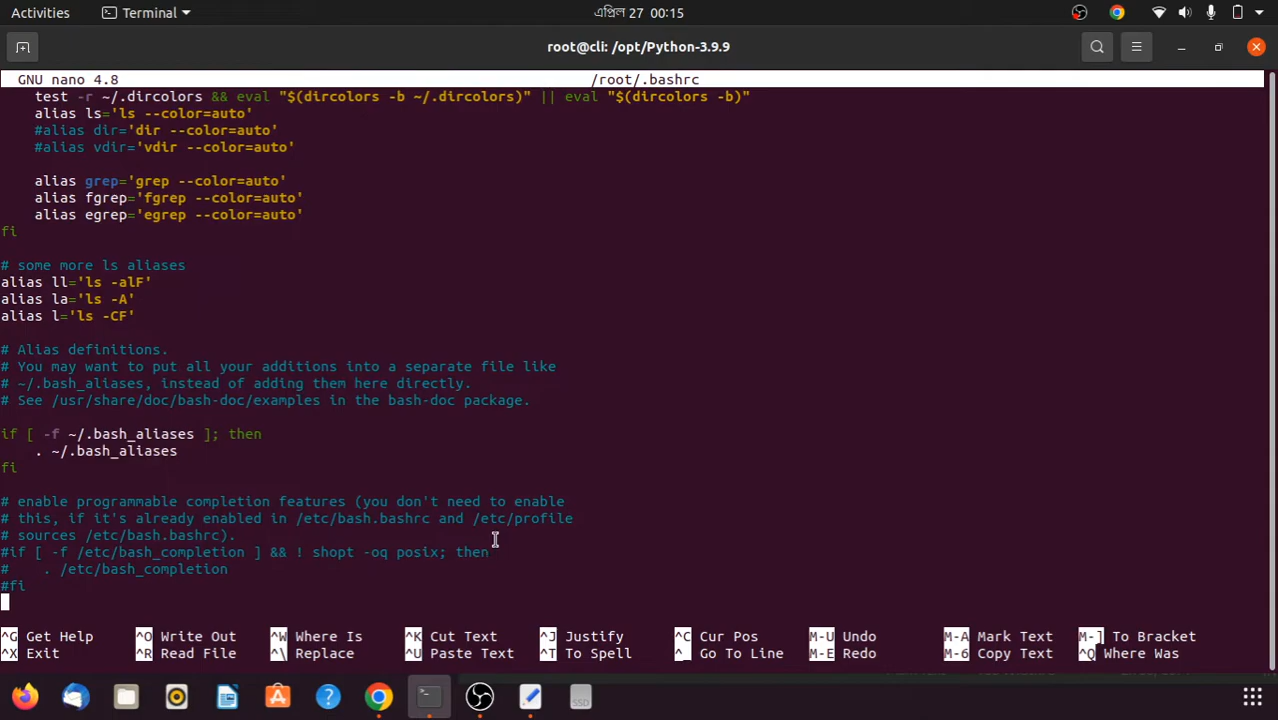 Activities
Terminal
এপ্রিল 27 00:15
root@cli: /opt/Python-3.9.9
GNU nano 4.8
/root/.bashrc
test -r ~/.dircolors && eval "$(dircolors -b ~/.dircolors)" || eval "$(dircolors -b)"
alias ls='ls --color=auto'
#alias dir='dir --color=auto'
#alias vdir='vdir --color=auto'
alias grep='grep --color=auto'
alias fgrep='fgrep --color=auto'
alias egrep='egrep --color=auto'
fi
# some more ls aliases
alias ll='ls -alF'
alias la='ls -A'
alias l='ls -CF'
# Alias definitions.
# You may want to put all your additions into a separate file like
# ~/.bash_aliases, instead of adding them here directly.
# See /usr/share/doc/bash-doc/examples in the bash-doc package.
if [ -f ~/.bash_aliases ]; then
. ~/.bash_aliases
fi
# enable programmable completion features (you don't need to enable
# this, if it's already enabled in /etc/bash.bashrc and /etc/profile
# sources /etc/bash.bashrc).
#if [ -f /etc/bash_completion ] && ! shopt -oq posix; then
# . /etc/bash_completion
#fi
^G Get Help ^O Write Out ^W Where Is ^K Cut Text ^J Justify ^C Cur Pos M-U Undo M-A Mark Text M-] To Bracket
^X Exit ^R Read File ^\ Replace ^U Paste Text ^T To Spell ^_ Go To Line M-E Redo M-6 Copy Text ^Q Where Was
SSD